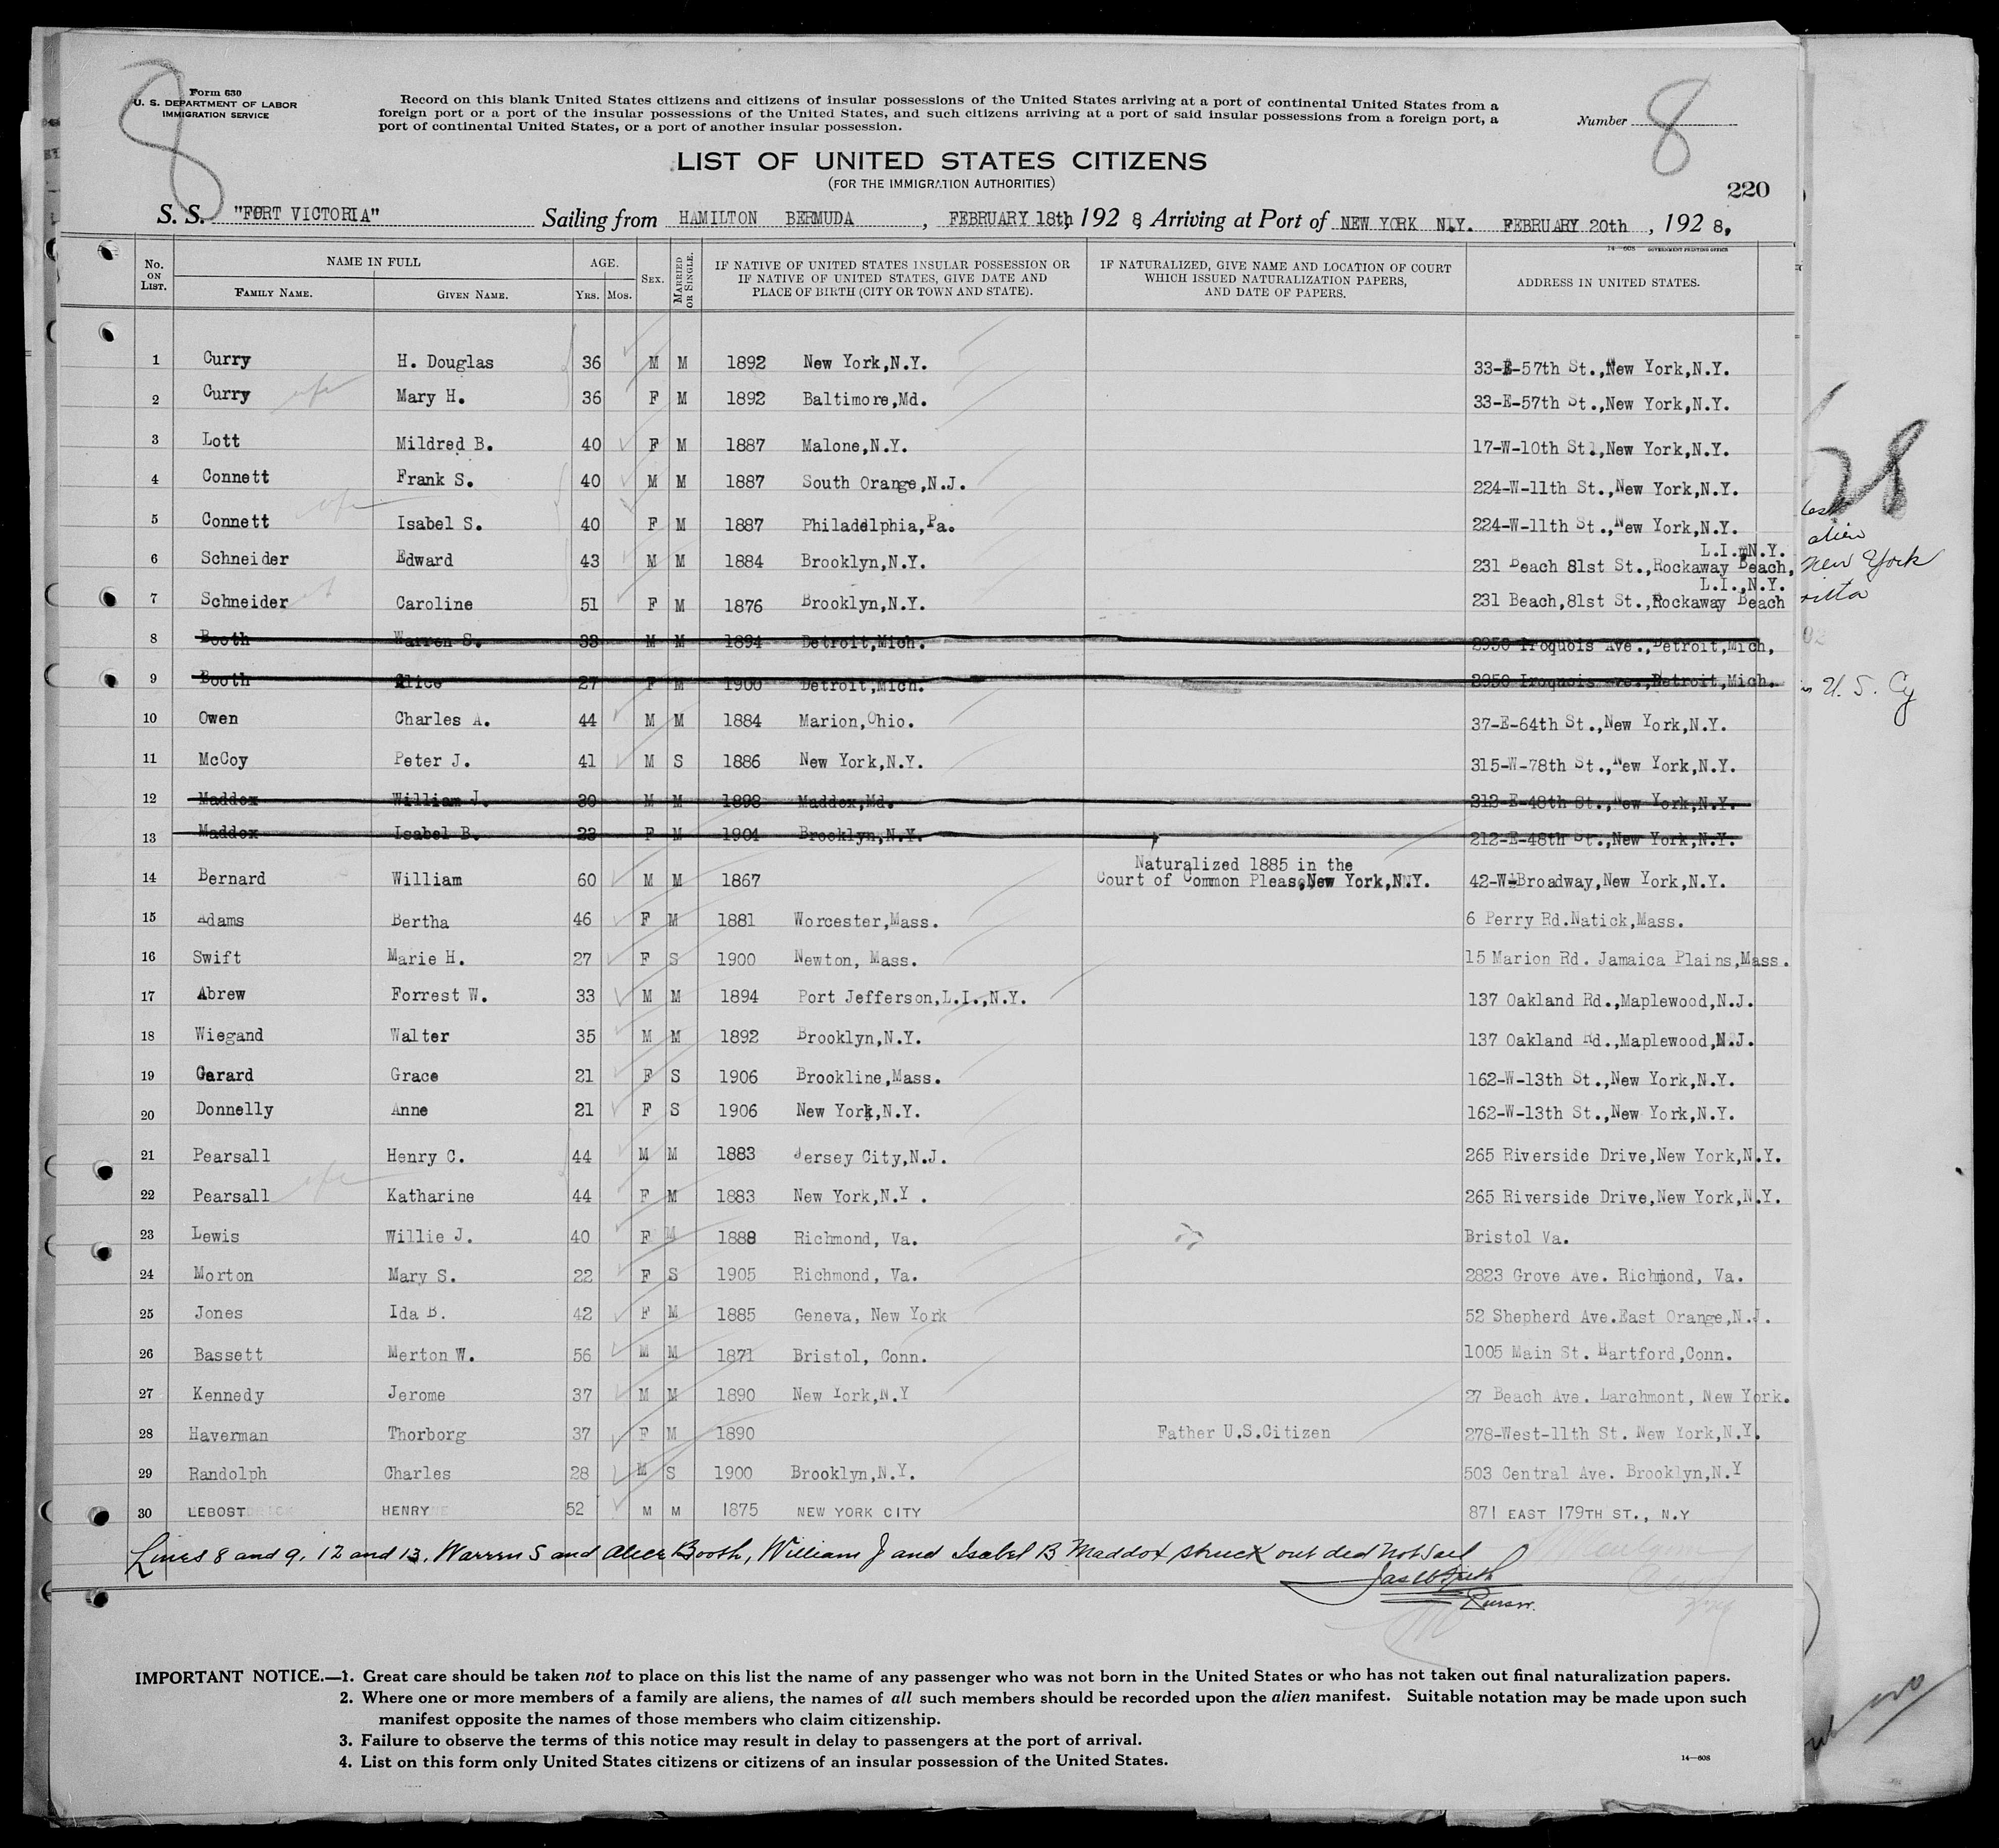 8
Form 630
U. S. DEPARTMENT OF LABOR
IMMIGRATION SERVICE
Record on this blank United States citizens and citizens of insular possessions of the United States arriving at a port of continental United States from a
foreign port or a port of the insular possessions of the United States, and such citizens arriving at a port of said insular possessions from a foreign port, a
port of continental United States, or a port of another insular possession.
Number 8
LIST OF UNITED STATES CITIZENS
(FOR THE IMMIGRATION AUTHORITIES)
220
S. S. "FORT VICTORIA" Sailing from HAMILTON BERMUDA , FEBRUARY 18th, 192 8, Arriving at Port of NEW YORK N.Y. FEBRUARY 20th , 192 8.
14—608 GOVERNMENT PRINTING OFFICE
No. ON LIST. NAME IN FULL FAMILY NAME. GIVEN NAME. AGE. YRS. MOS. SEX. MARRIED OR SINGLE. IF NATIVE OF UNITED STATES INSULAR POSSESSION OR IF NATIVE OF UNITED STATES, GIVE DATE AND PLACE OF BIRTH (CITY OR TOWN AND STATE). IF NATURALIZED, GIVE NAME AND LOCATION OF COURT WHICH ISSUED NATURALIZATION PAPERS, AND DATE OF PAPERS. ADDRESS IN UNITED STATES.
1 Curry H. Douglas 36 M M 1892 New York,N.Y. 33-E-57th St.,New York,N.Y.
2 Curry wfe Mary H. 36 F M 1892 Baltimore,Md. 33-E-57th St.,New York,N.Y.
3 Lott Mildred B. 40 F M 1887 Malone,N.Y. 17-W-10th St.,New York,N.Y.
4 Connett Frank S. 40 M M 1887 South Orange,N.J. 224-W-11th St.,New York,N.Y.
5 Connett wfe Isabel S. 40 F M 1887 Philadelphia,Pa. 224-W-11th St.,New York,N.Y.
L.I.,N.Y.
6 Schneider Edward 43 M M 1884 Brooklyn,N.Y. 231 Beach 81st St.,Rockaway Beach,
L.I.,N.Y.
7 Schneider Caroline 51 F M 1876 Brooklyn,N.Y. 231 Beach,81st St.,Rockaway Beach
8 Booth Warren S. 33 M M 1894 Detroit,Mich. 2950 Iroquois Ave.,Detroit,Mich,
9 Booth Alice 27 F M 1900 Detroit,Mich. 2950 Iroquois Ave.,Detroit,Mich.
10 Owen Charles A. 44 M M 1884 Marion,Ohio. 37-E-64th St.,New York,N.Y.
11 McCoy Peter J. 41 M S 1886 New York,N.Y. 315-W-78th St.,New York,N.Y.
12 Maddox William J. 30 M M 1898 Maddox,Md. 212-E-48th St.,New York,N.Y.
13 Maddox Isabel B. 23 F M 1904 Brooklyn,N.Y. 212-E-48th St.,New York,N.Y.
Naturalized 1885 in the
14 Bernard William 60 M M 1867 Court of Common Pleas,New York,N.Y. 42-W-Broadway,New York,N.Y.
15 Adams Bertha 46 F M 1881 Worcester,Mass. 6 Perry Rd.Natick,Mass.
16 Swift Marie H. 27 F S 1900 Newton, Mass. 15 Marion Rd. Jamaica Plains,Mass.
17 Abrew Forrest W. 33 M M 1894 Port Jefferson,L.I.,N.Y. 137 Oakland Rd.,Maplewood,N.J.
18 Wiegand Walter 35 M M 1892 Brooklyn,N.Y. 137 Oakland Rd.,Maplewood,N.J.
19 Garard Grace 21 F S 1906 Brookline,Mass. 162-W-13th St.,New York,N.Y.
20 Donnelly Anne 21 F S 1906 New York,N.Y. 162-W-13th St.,New York,N.Y.
21 Pearsall Henry C. 44 M M 1883 Jersey City,N.J. 265 Riverside Drive,New York,N.Y.
22 Pearsall wfe Katharine 44 F M 1883 New York,N.Y . 265 Riverside Drive,New York,N.Y.
23 Lewis Willie J. 40 F M 1888 Richmond, Va. Bristol Va.
24 Morton Mary S. 22 F S 1905 Richmond, Va. 2823 Grove Ave. Richmond, Va.
25 Jones Ida B. 42 F M 1885 Geneva, New York 52 Shepherd Ave.East Orange,N.J.
26 Bassett Merton W. 56 M M 1871 Bristol, Conn. 1005 Main St. Hartford,Conn.
27 Kennedy Jerome 37 M M 1890 New York,N.Y 27 Beach Ave. Larchmont, New York.
28 Haverman Thorborg 37 F M 1890 Father U.S.Citizen 278-West-11th St. New York,N.Y.
29 Randolph Charles 28 M S 1900 Brooklyn,N.Y. 503 Central Ave. Brooklyn,N.Y
30 LEBOST HENRY 52 M M 1875 NEW YORK CITY 871 EAST 179TH ST., N.Y
Lines 8 and 9, 12 and 13, Warren S and Alice Booth, William J and Isabel B Maddox struck out did not sail
Purser.
IMPORTANT NOTICE.—1. Great care should be taken not to place on this list the name of any passenger who was not born in the United States or who has not taken out final naturalization papers.
2. Where one or more members of a family are aliens, the names of all such members should be recorded upon the alien manifest. Suitable notation may be made upon such
manifest opposite the names of those members who claim citizenship.
3. Failure to observe the terms of this notice may result in delay to passengers at the port of arrival.
4. List on this form only United States citizens or citizens of an insular possession of the United States.
14—608
28
alien
New York
U. S. Cy